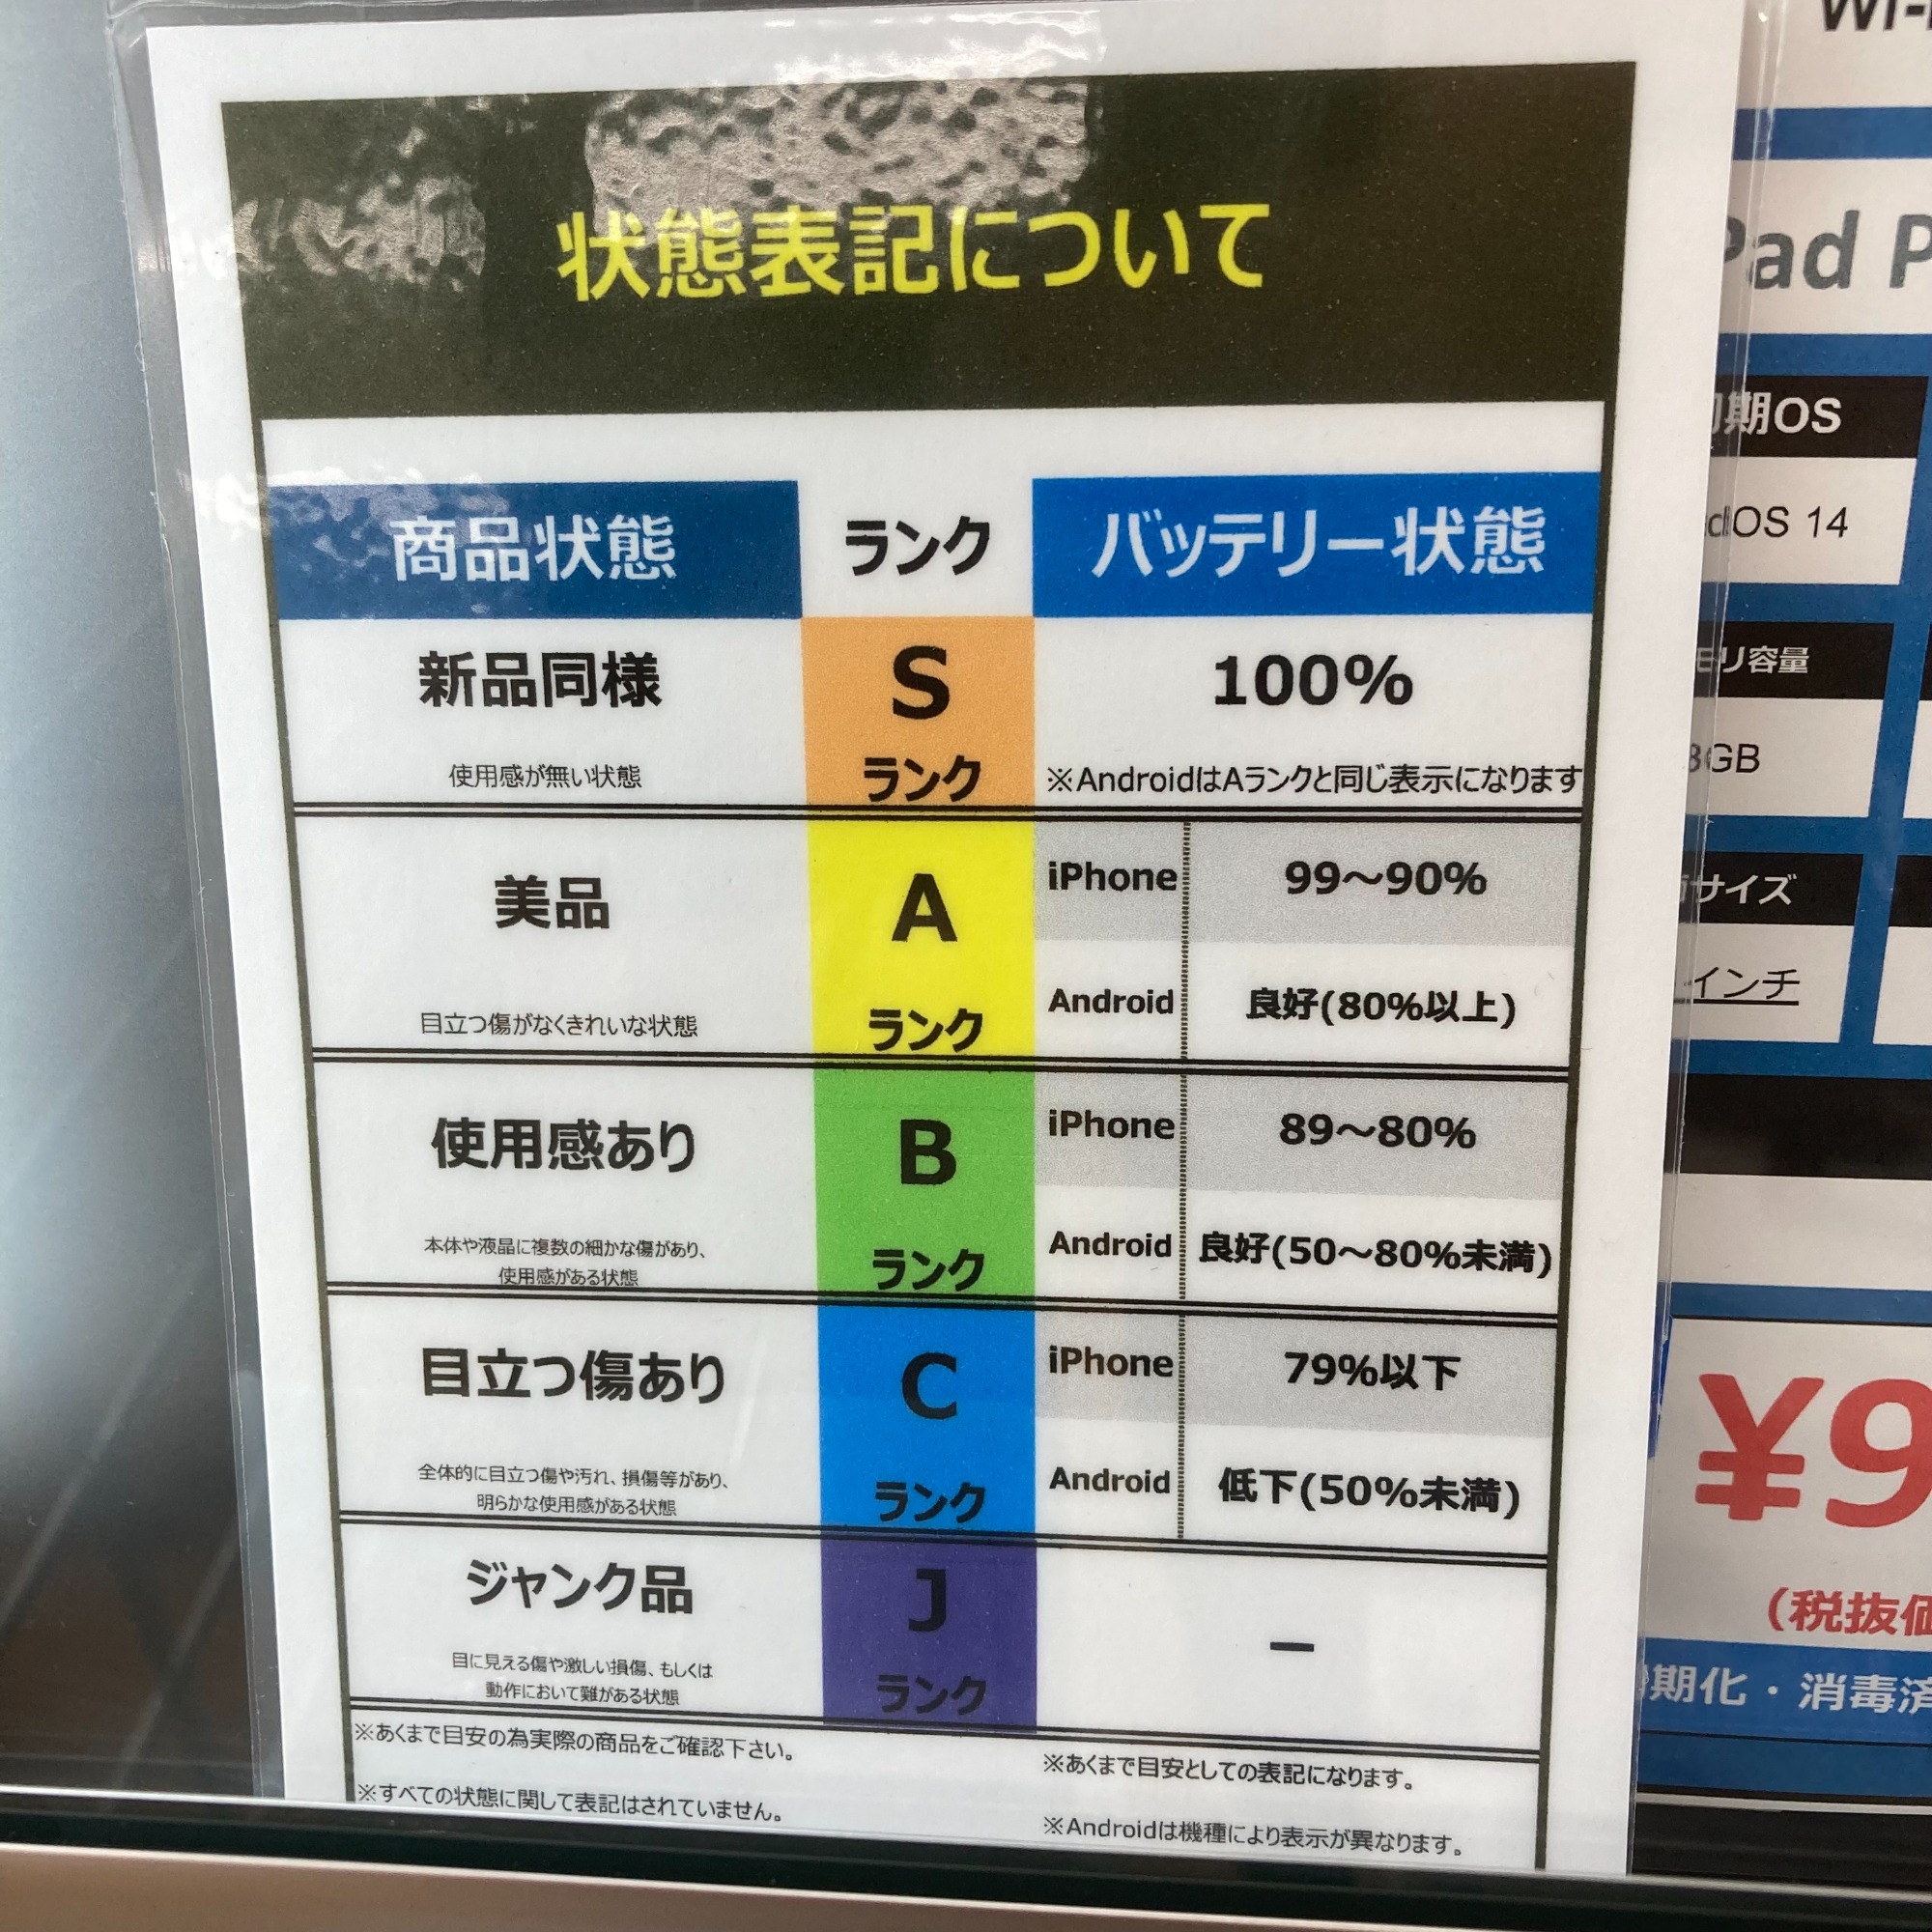 状態表記について
商品状態 ランク バッテリー状態
新品同様 S 100%
使用感が無い状態 ランク ※AndroidはAランクと同じ表示になります
美品 A iPhone 99～90%
目立つ傷がなくきれいな状態 ランク Android 良好(80%以上)
使用感あり B iPhone 89～80%
本体や液晶に複数の細かな傷があり、
使用感がある状態 ランク Android 良好(50～80%未満)
目立つ傷あり C iPhone 79%以下
全体的に目立つ傷や汚れ、損傷等があり、
明らかな使用感がある状態 ランク Android 低下(50%未満)
ジャンク品 J ー
目に見える傷や激しい損傷、もしくは
動作において難がある状態 ランク
※あくまで目安の為実際の商品をご確認下さい。
※すべての状態に関して表記はされていません。
※あくまで目安としての表記になります。
※Androidは機種により表示が異なります。
Pad P
期OS
OS 14
リ容量
GB
サイズ
インチ
¥9
(税抜価
期化・消毒済